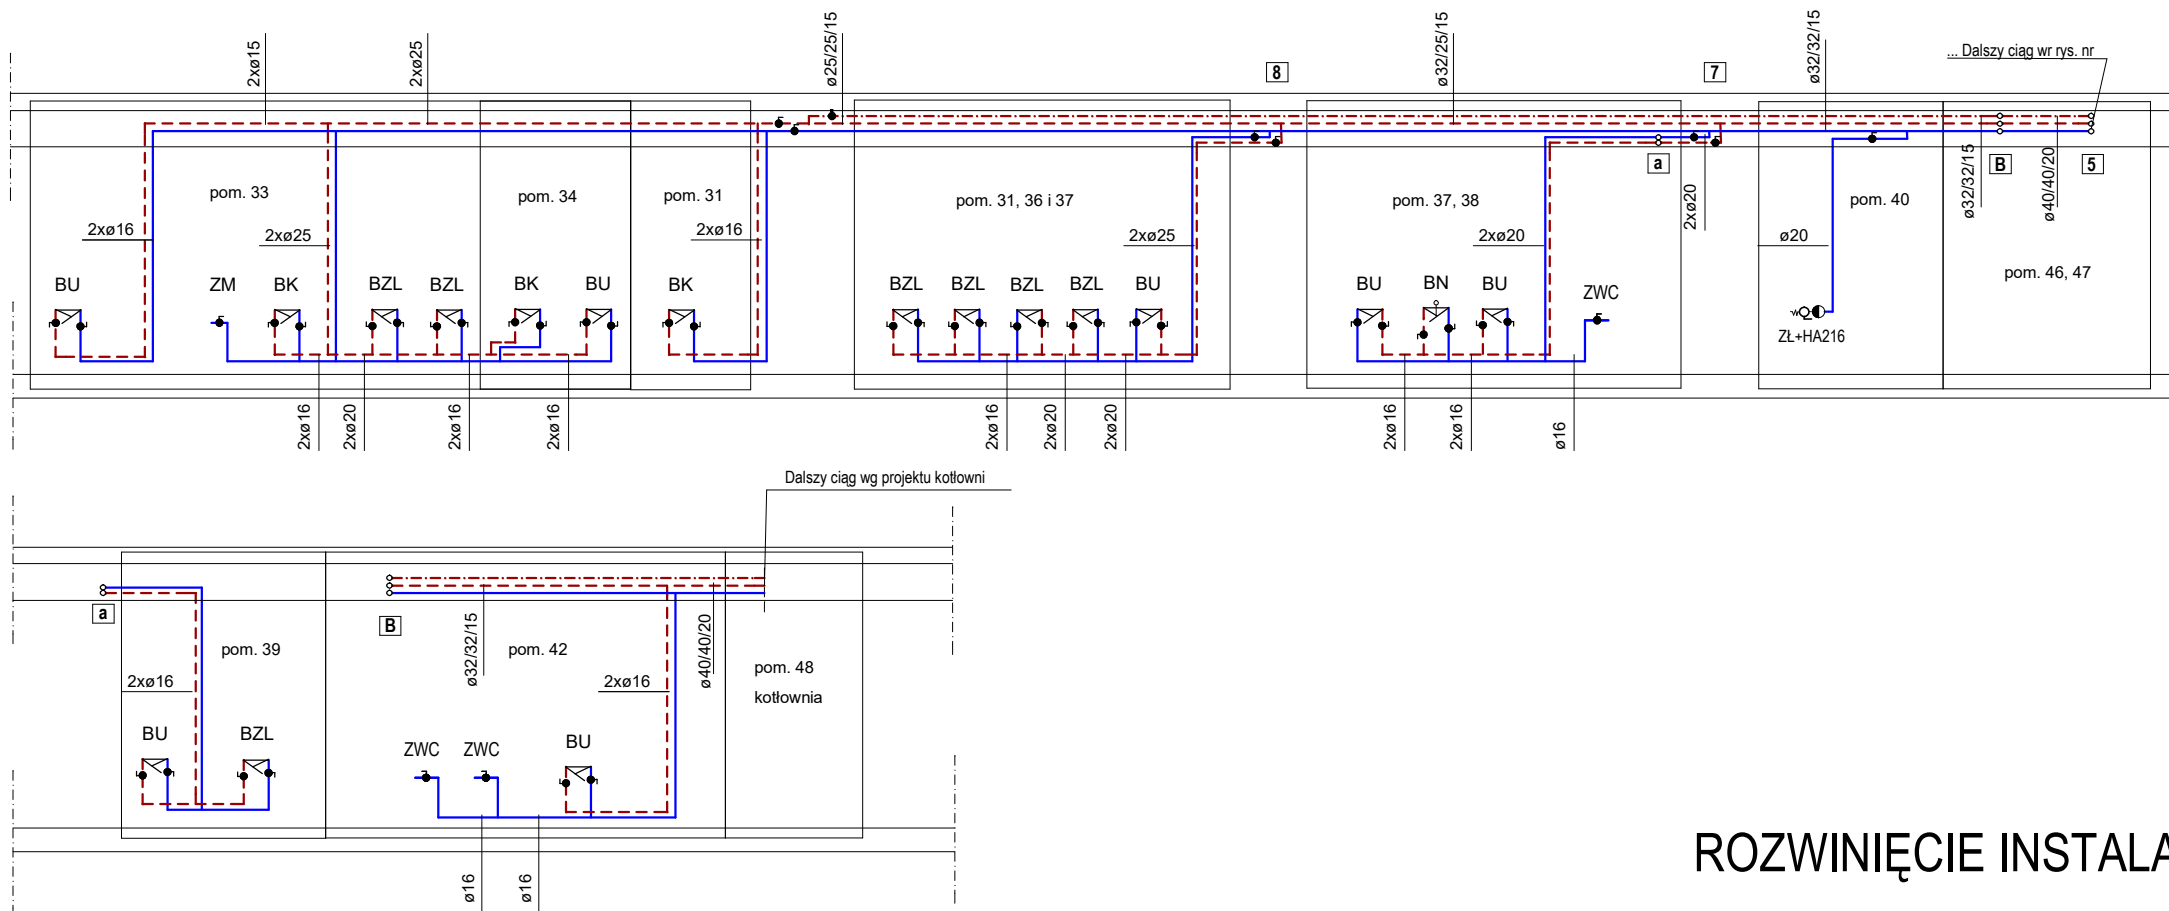 2xø15
2xø25
ø25/25/15
8
ø32/25/15
7
ø32/32/15
... Dalszy ciąg wr rys. nr
pom. 33
pom. 34
pom. 31
pom. 31, 36 i 37
pom. 37, 38
a
2xø20
pom. 40
ø32/32/15
B
ø40/40/20
5
2xø16
2xø25
2xø16
2xø25
2xø20
ø20
pom. 46, 47
BU
ZM
BK
BZL
BZL
BK
BU
BK
BZL
BZL
BZL
BZL
BU
BU
BN
BU
ZWC
ZŁ+HA216
2xø16
2xø20
2xø16
2xø16
2xø16
2xø20
2xø20
2xø16
2xø16
ø16
Dalszy ciąg wg projektu kotłowni
a
B
pom. 39
ø32/32/15
pom. 42
ø40/40/20
pom. 48
kotłownia
2xø16
2xø16
BU
BZL
ZWC
ZWC
BU
ø16
ø16
ROZWINIĘCIE INSTALA